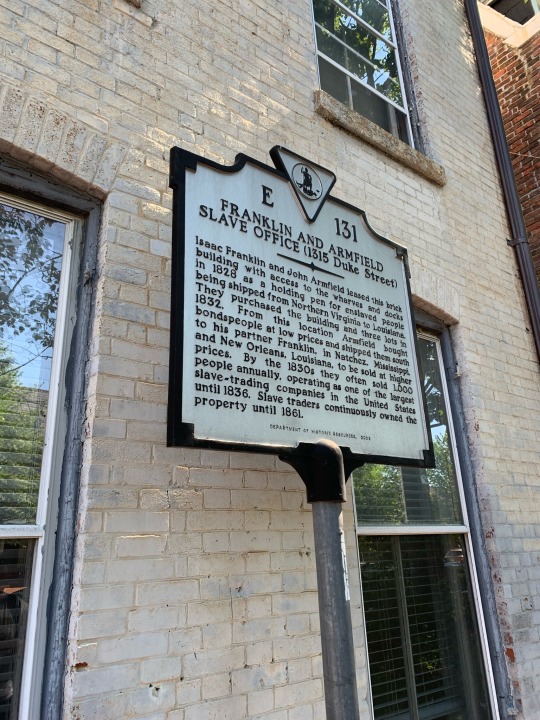 E 131
FRANKLIN AND ARMFIELD
SLAVE OFFICE (1315 Duke Street)
Isaac Franklin and John Armfield leased this brick
building with access to the wharves and docks
in 1828 as a holding pen for enslaved people
being shipped from Northern Virginia to Louisiana.
They purchased the building and three lots in
1832. From this location Armfield bought
bondspeople at low prices and shipped them south
to his partner Franklin, in Natchez, Mississippi,
and New Orleans, Louisiana, to be sold at higher
prices. By the 1830s they often sold 1,000
people annually, operating as one of the largest
slave-trading companies in the United States
until 1836. Slave traders continuously owned the
property until 1861.
DEPARTMENT OF HISTORIC RESOURCES,